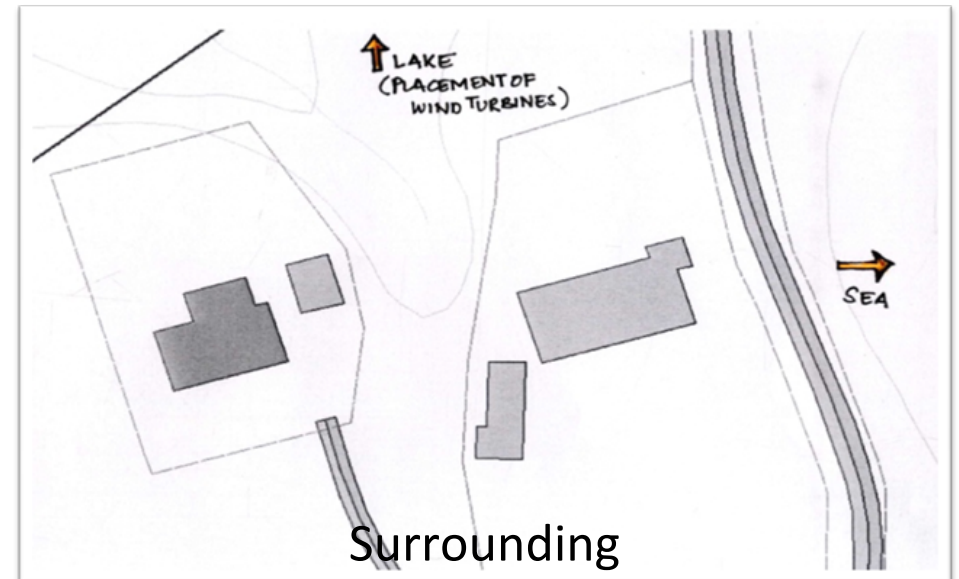 LAKE
(PLACEMENT OF
WIND TURBINES)
SEA
Surrounding